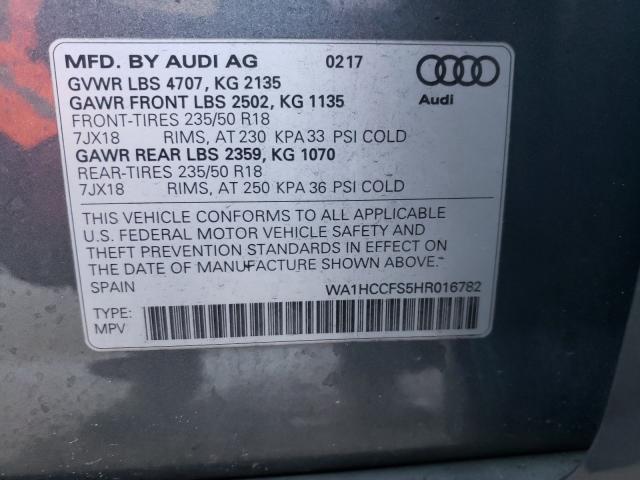 MFD. BY AUDI AG 0217
GVWR LBS 4707, KG 2135
GAWR FRONT LBS 2502, KG 1135
FRONT-TIRES 235/50 R18
7JX18 RIMS, AT 230 KPA 33 PSI COLD
GAWR REAR LBS 2359, KG 1070
REAR-TIRES 235/50 R18
7JX18 RIMS, AT 250 KPA 36 PSI COLD
Audi
THIS VEHICLE CONFORMS TO ALL APPLICABLE
U.S. FEDERAL MOTOR VEHICLE SAFETY AND
THEFT PREVENTION STANDARDS IN EFFECT ON
THE DATE OF MANUFACTURE SHOWN ABOVE.
SPAIN WA1HCCFS5HR016782
TYPE:
MPV